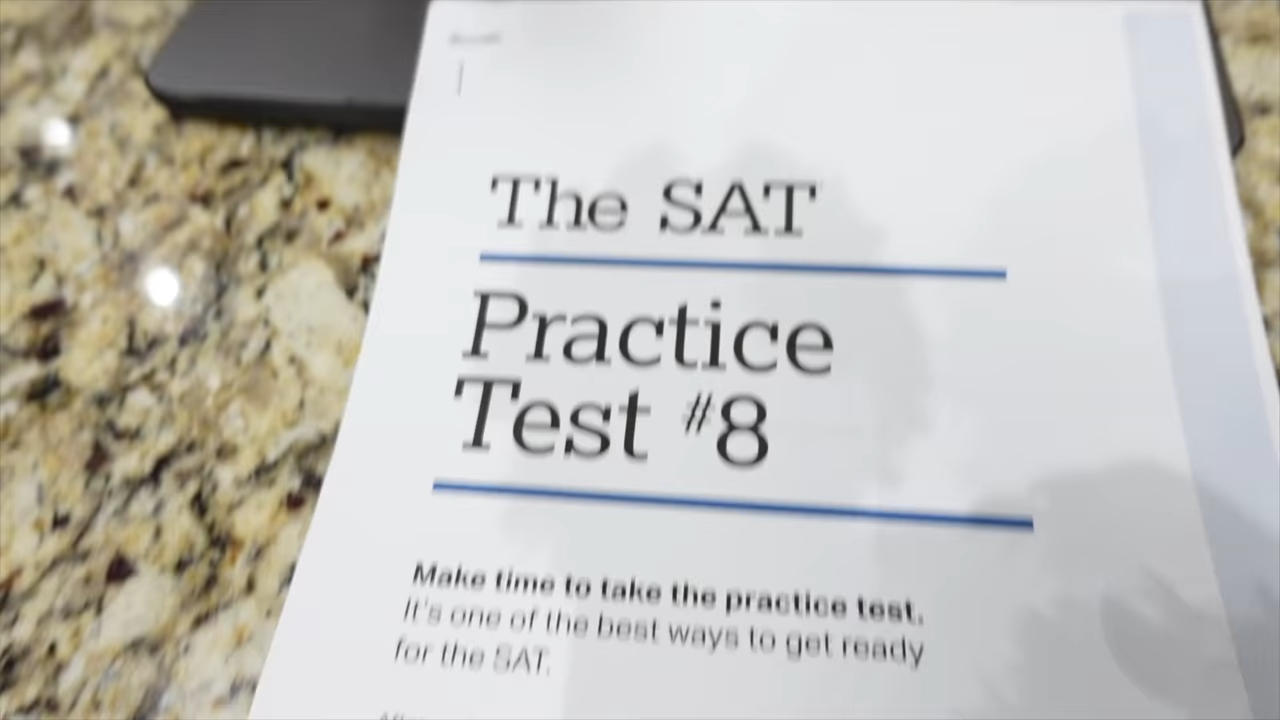 The SAT
Practice
Test #8
Make time to take the practice test.
It's one of the best ways to get ready
for the SAT.